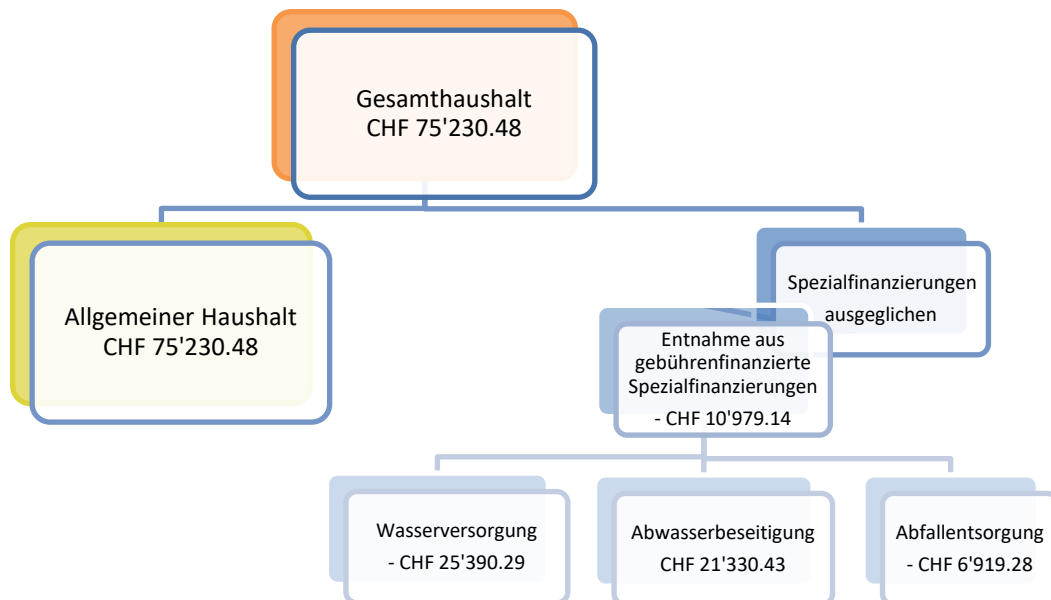 Gesamthaushalt
CHF 75'230.48
Allgemeiner Haushalt
CHF 75'230.48
Spezialfinanzierungen
ausgeglichen
Entnahme aus
gebührenfinanzierte
Spezialfinanzierungen
- CHF 10'979.14
Wasserversorgung
- CHF 25'390.29
Abwasserbeseitigung
CHF 21'330.43
Abfallentsorgung
- CHF 6'919.28